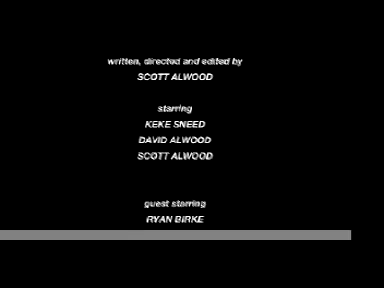 written, directed and edited by
SCOTT ALWOOD
starring
KEKE SNEED
DAVID ALWOOD
SCOTT ALWOOD
guest starring
RYAN BIRKE